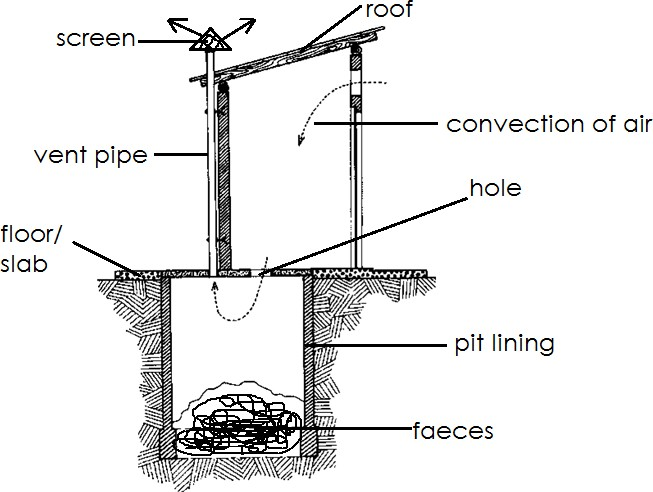 roof
screen
convection of air
vent pipe
hole
floor/
slab
pit lining
faeces